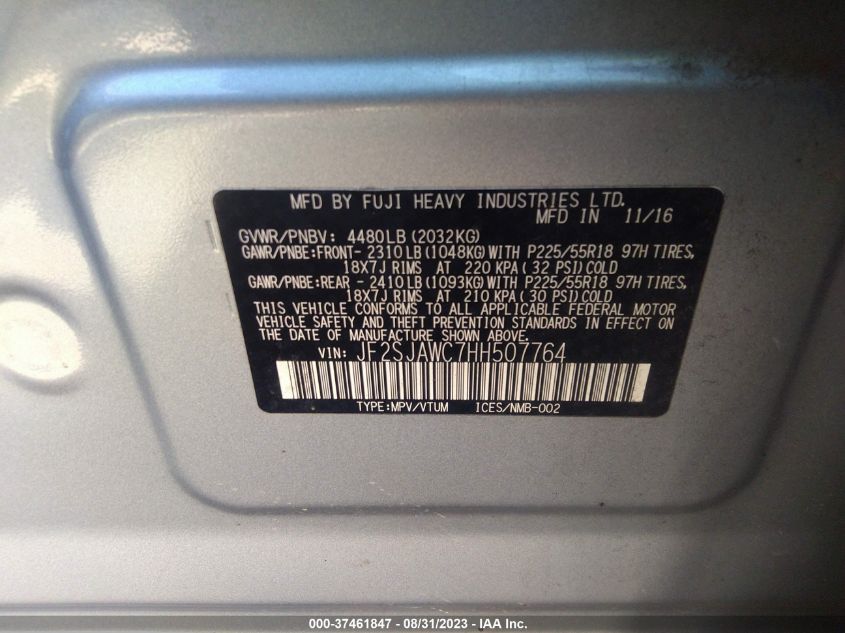 MFD BY FUJI HEAVY INDUSTRIES LTD.
MFD IN 11/16
GVWR/PNBV: 4480LB (2032KG)
GAWR/PNBE:FRONT- 2310LB (1048KG) WITH P225/55R18 97H TIRES,
18X7J RIMS AT 220 KPA ( 32 PSI) COLD
GAWR/PNBE:REAR - 2410LB (1093KG) WITH P225/55R18 97H TIRES,
18X7J RIMS AT 210 KPA ( 30 PSI) COLD
THIS VEHICLE CONFORMS TO ALL APPLICABLE FEDERAL MOTOR
VEHICLE SAFETY AND THEFT PREVENTION STANDARDS IN EFFECT ON
THE DATE OF MANUFACTURE SHOWN ABOVE.
VIN: JF2SJAWC7HH507764
TYPE:MPV/VTUM ICES/NMB-002
000-37461847 - 08/31/2023 - IAA Inc.